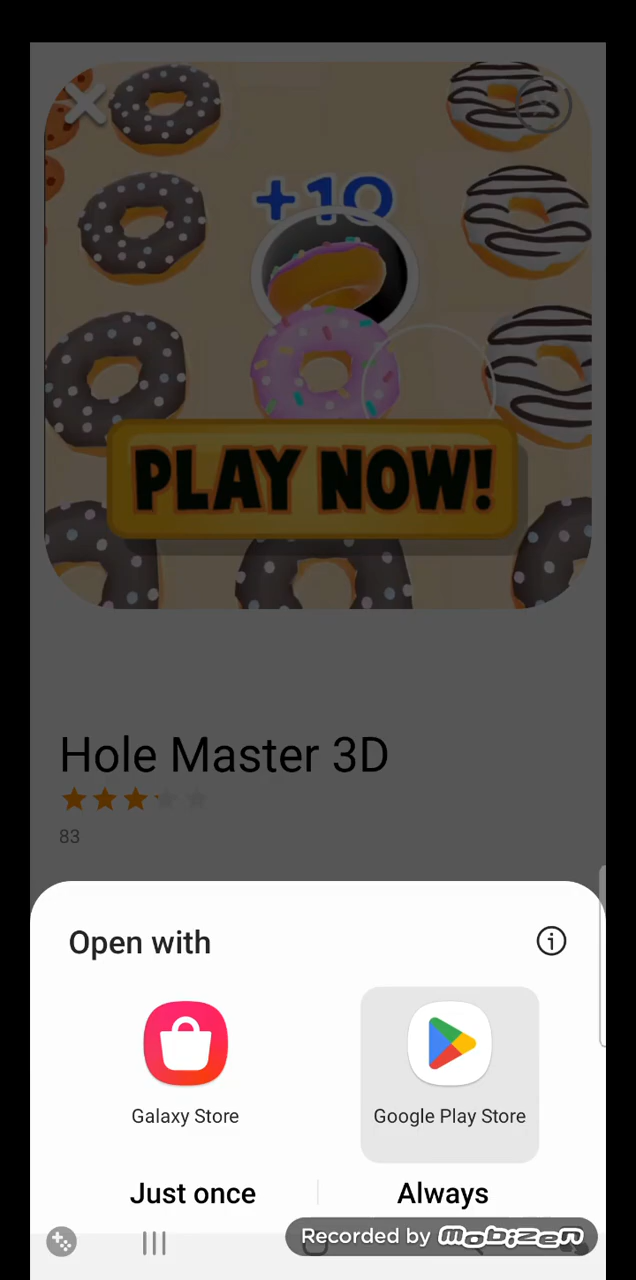 +10
PLAY NOW!
Hole Master 3D
83
Open with
Galaxy Store
Google Play Store
Just once
Always
Recorded by mobizen